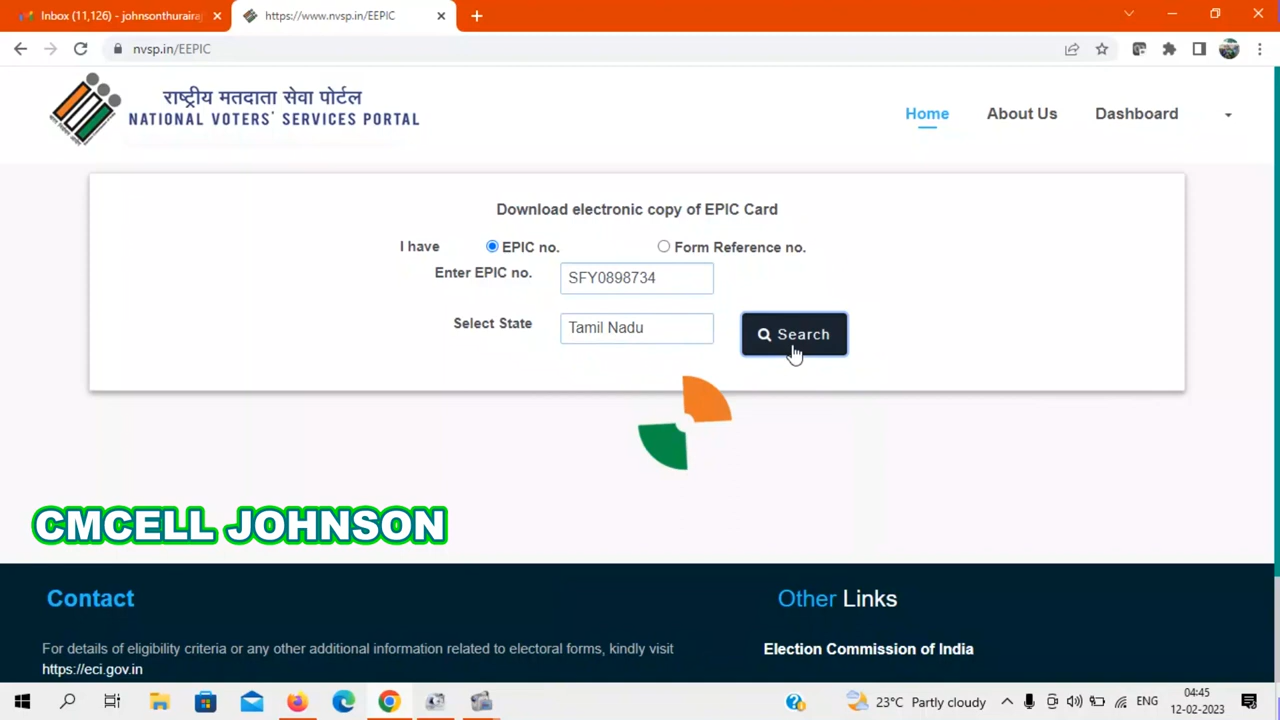 Inbox (11,126) - johnsonthuraira
https://www.nvsp.in/EEPIC
nvsp.in/EEPIC
राष्ट्रीय मतदाता सेवा पोर्टल
NATIONAL VOTERS' SERVICES PORTAL
Home
About Us
Dashboard
Download electronic copy of EPIC Card
I have
EPIC no.
Form Reference no.
Enter EPIC no.
SFY0898734
Select State
Tamil Nadu
Search
CMCELL JOHNSON
Contact
Other Links
For details of eligibility criteria or any other additional information related to electoral forms, kindly visit
https://eci.gov.in
Election Commission of India
23°C Partly cloudy
ENG
04:45
12-02-2023